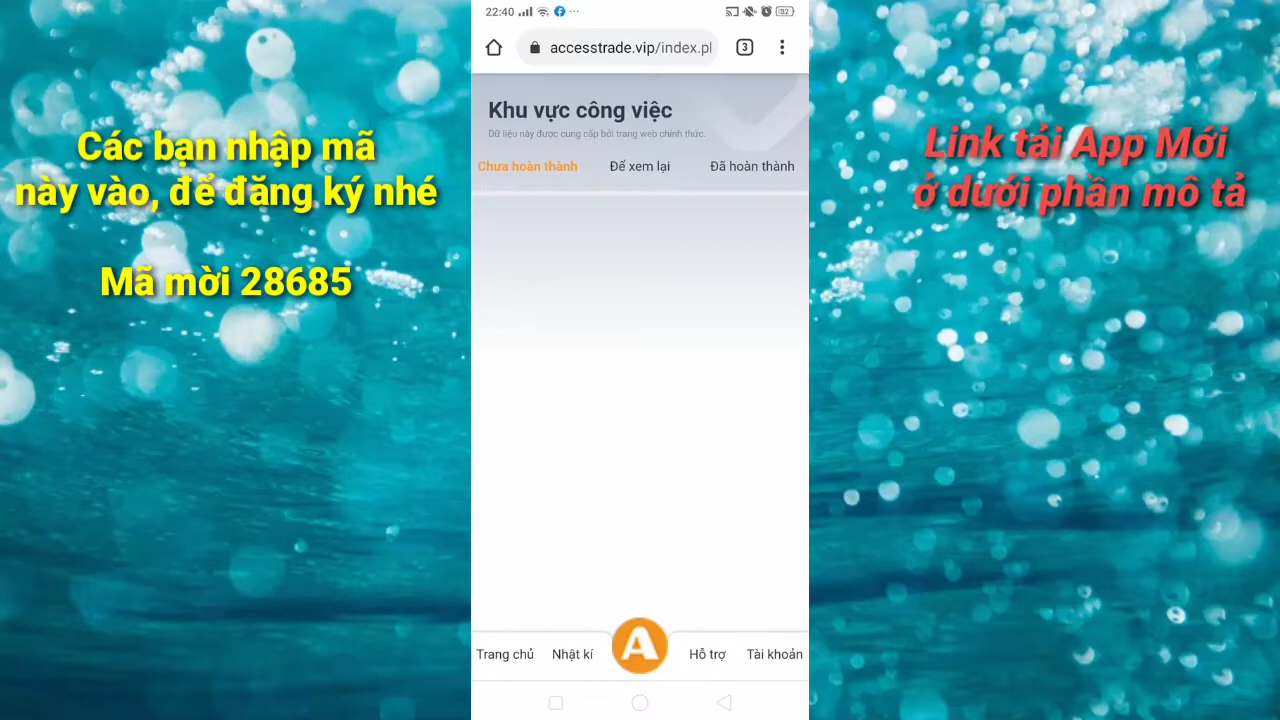 Các bạn nhập mã
này vào, để đăng ký nhé
Mã mời 28685
22:40
32
accesstrade.vip/index.pl
3
Khu vực công việc
Dữ liệu này được cung cấp bởi trang web chính thức.
Chưa hoàn thành
Để xem lại
Đã hoàn thành
A
Trang chủ
Nhật kí
Hỗ trợ
Tài khoản
Link tải App Mới
ở dưới phần mô tả